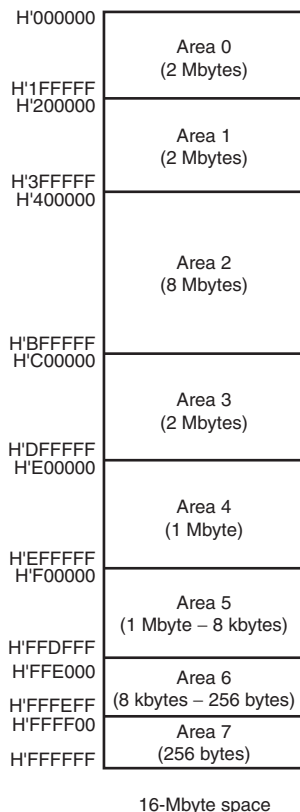 H'000000
Area 0
(2 Mbytes)
H'1FFFFF
H'200000
Area 1
(2 Mbytes)
H'3FFFFF
H'400000
Area 2
(8 Mbytes)
H'BFFFFF
H'C00000
Area 3
(2 Mbytes)
H'DFFFFF
H'E00000
Area 4
(1 Mbyte)
H'EFFFFF
H'F00000
Area 5
(1 Mbyte – 8 kbytes)
H'FFDFFF
H'FFE000
Area 6
(8 kbytes – 256 bytes)
H'FFFEFF
H'FFFF00
Area 7
(256 bytes)
H'FFFFFF
16-Mbyte space